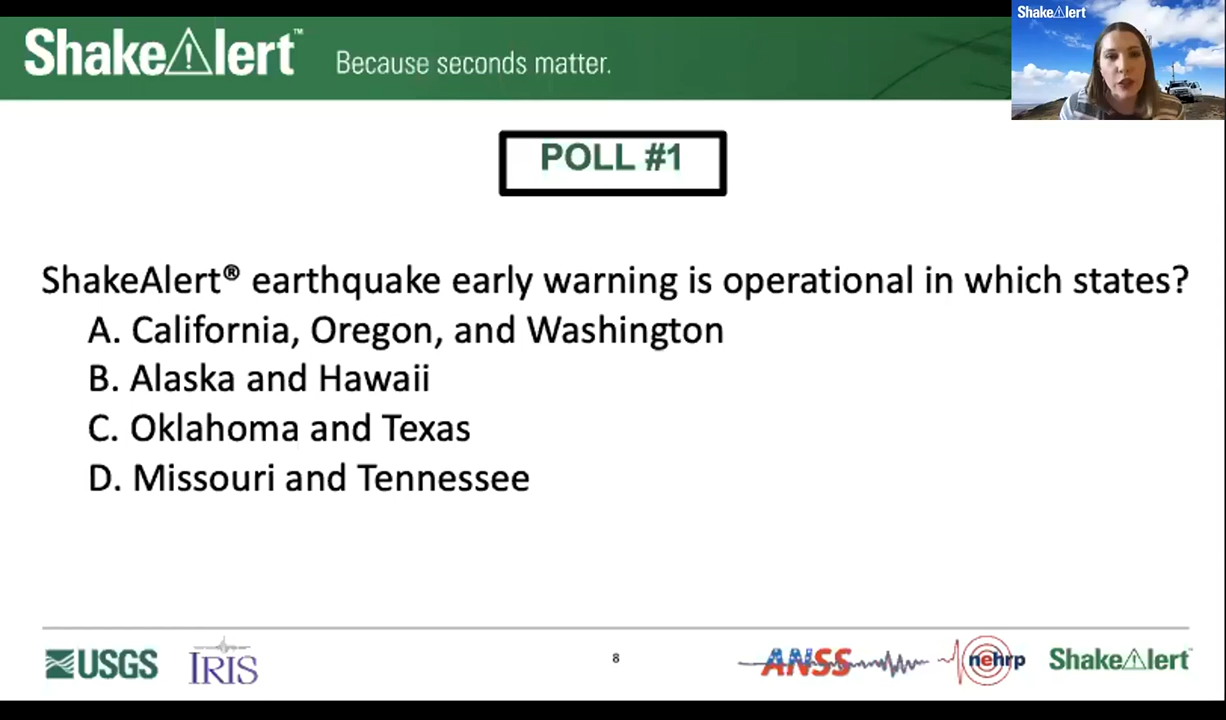 ShakeAlert™ Because seconds matter.
ShakeAlert
POLL #1
ShakeAlert® earthquake early warning is operational in which states?
A. California, Oregon, and Washington
B. Alaska and Hawaii
C. Oklahoma and Texas
D. Missouri and Tennessee
USGS IRIS 8 ANSS nehrp ShakeAlert